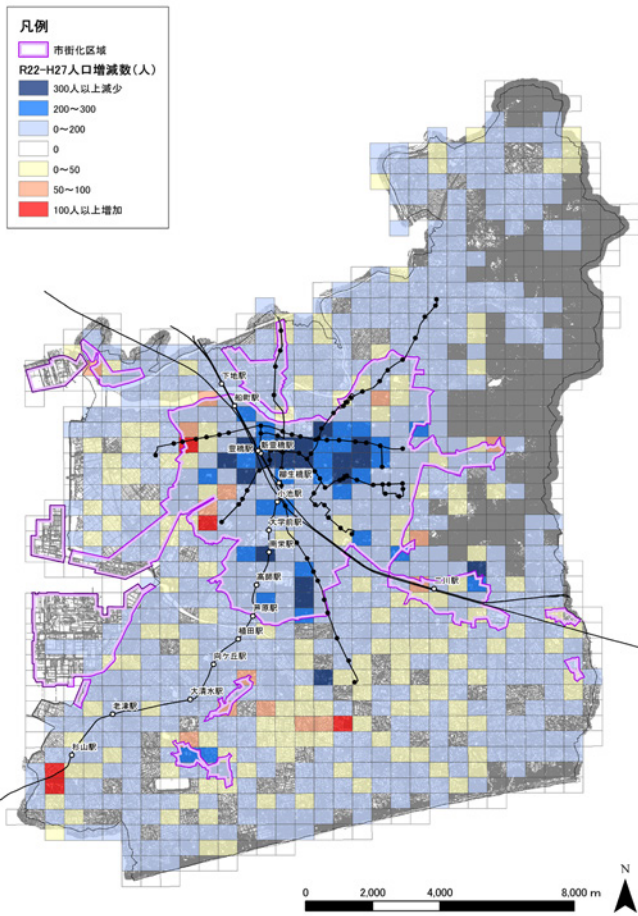 凡例
市街化区域
R22-H27人口増減数(人)
300人以上減少
200～300
0～200
0
0～50
50～100
100人以上増加
下地駅
船町駅
豊橋駅
新豊橋駅
柳生橋駅
小池駅
大学前駅
南栄駅
高師駅
芦原駅
二川駅
植田駅
向ヶ丘駅
大清水駅
老津駅
杉山駅
N
0 2,000 4,000 8,000 m